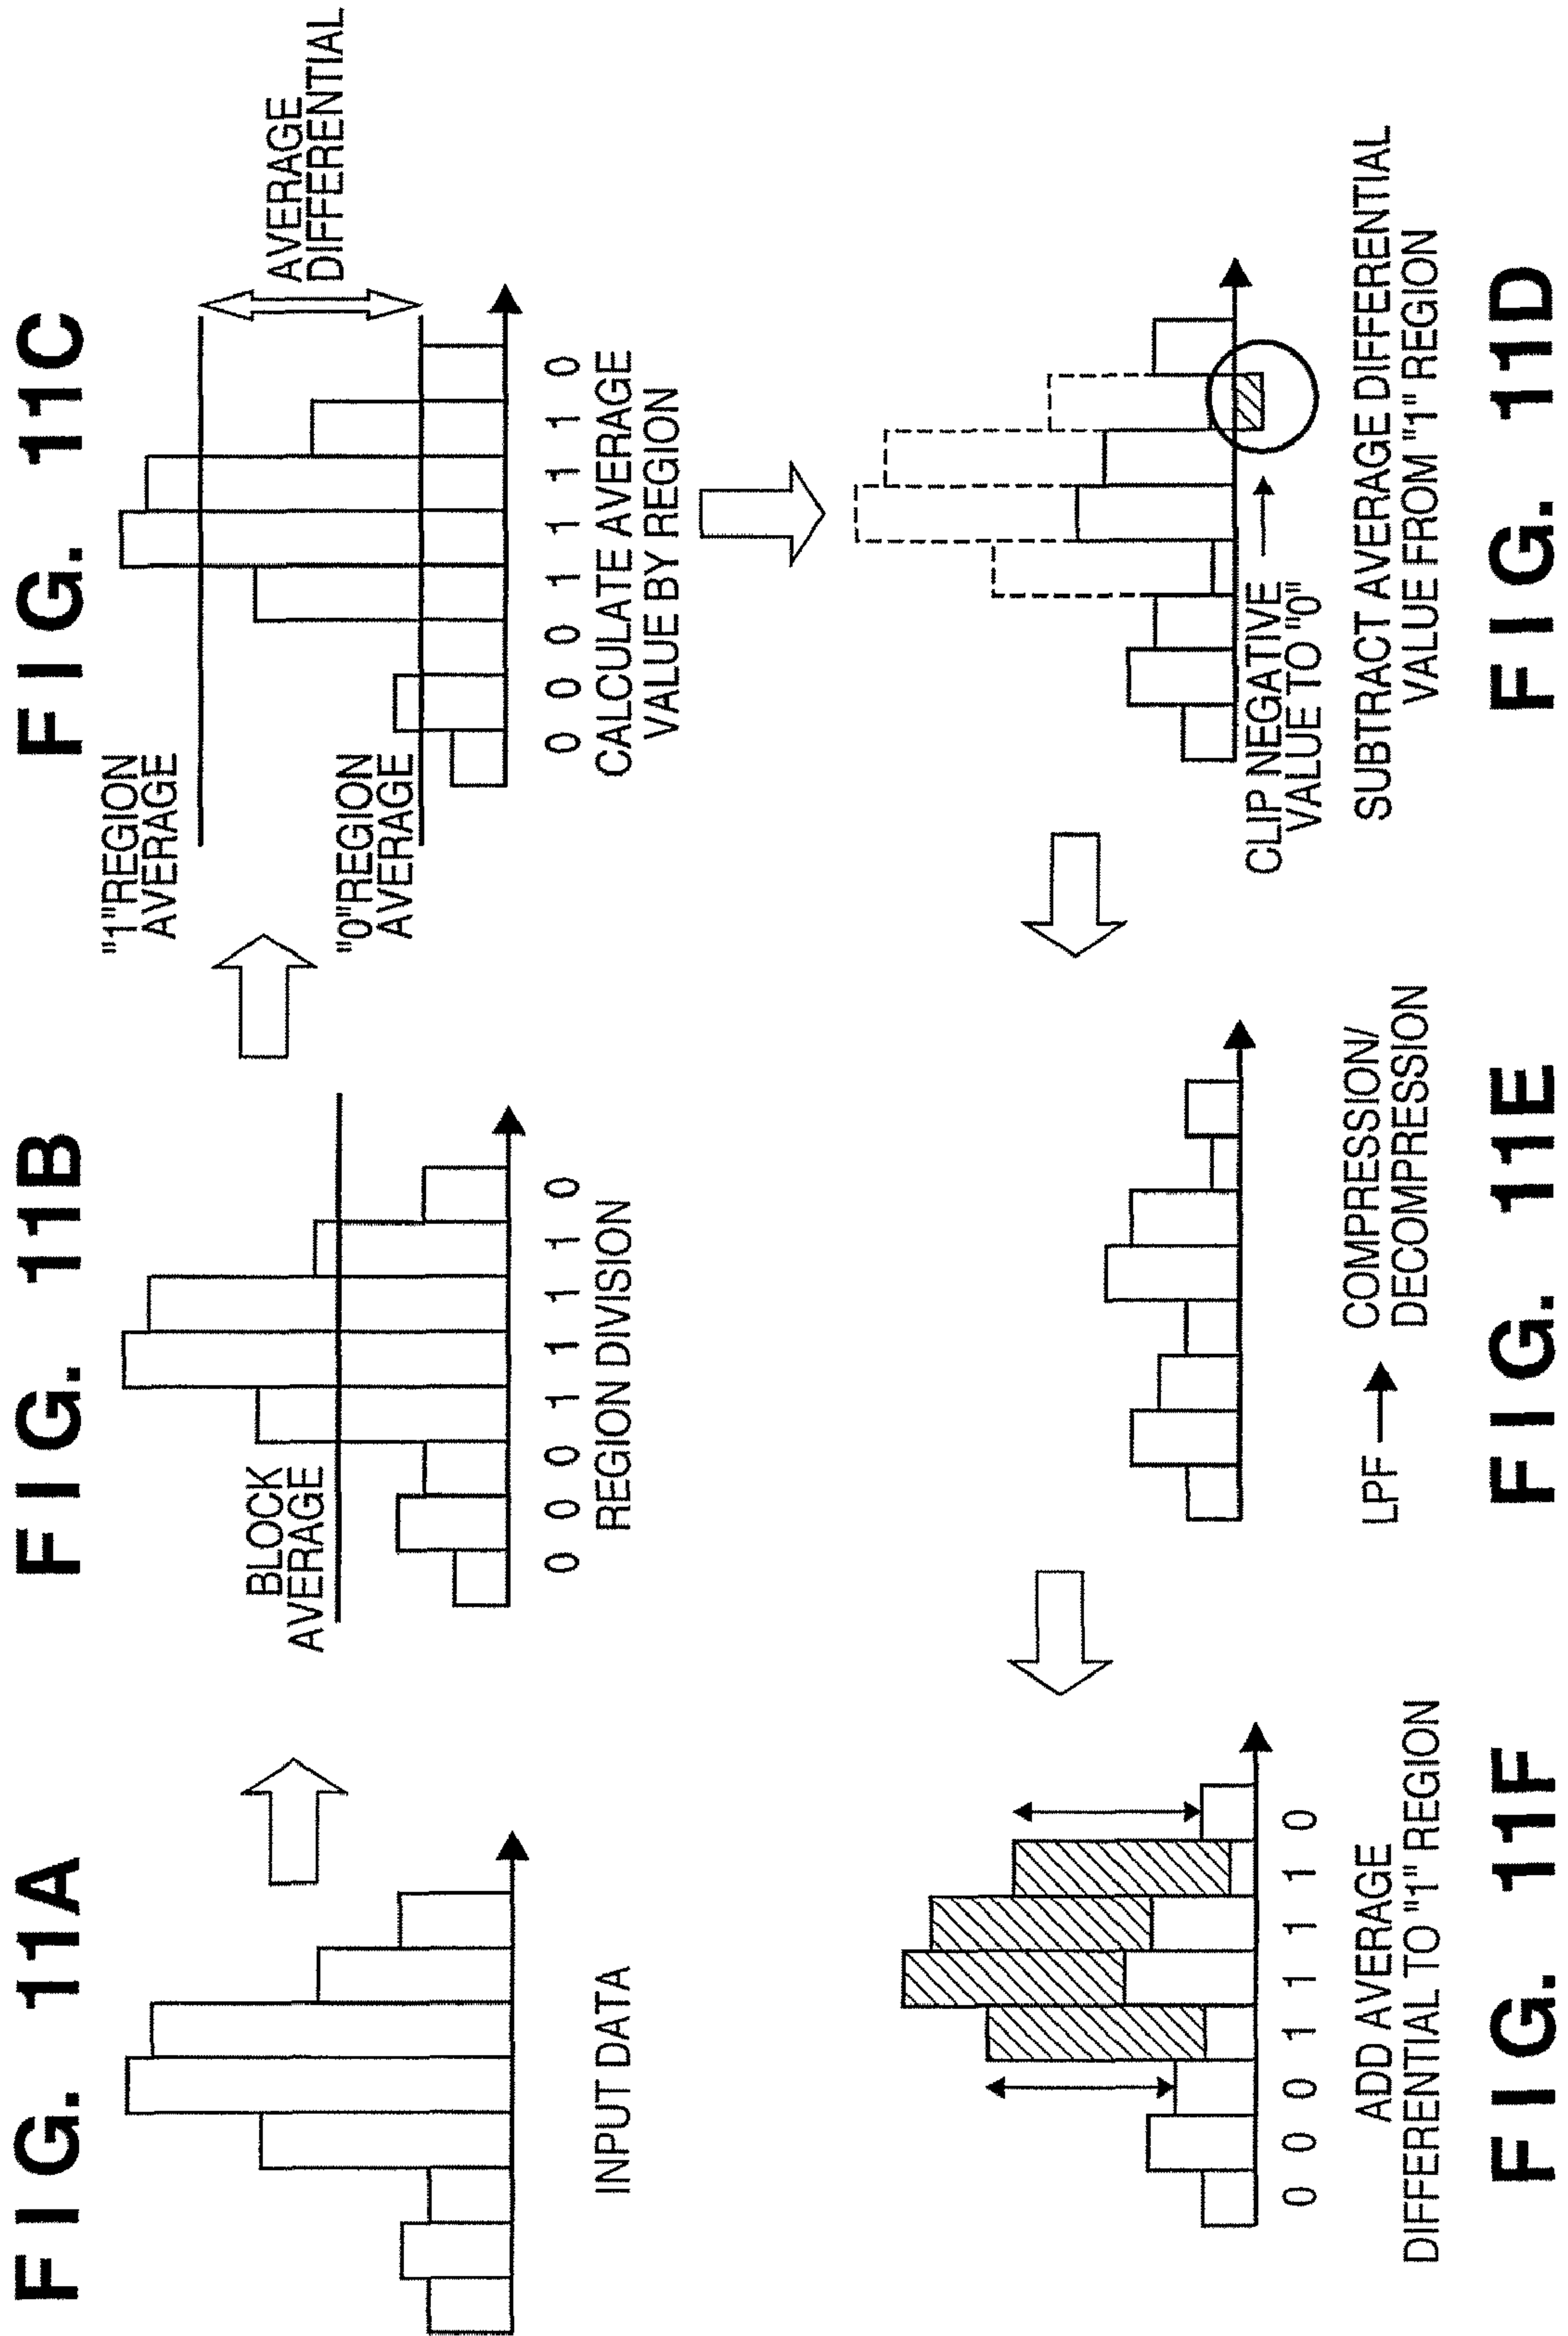 FIG. 11A
INPUT DATA
FIG. 11B
BLOCK
AVERAGE
0 0 0 1 1 1 1 0
REGION DIVISION
FIG. 11C
"1"REGION
AVERAGE
"0"REGION
AVERAGE
AVERAGE
DIFFERENTIAL
0 0 0 1 1 1 1 0
CALCULATE AVERAGE
VALUE BY REGION
CLIP NEGATIVE
VALUE TO "0"
SUBTRACT AVERAGE DIFFERENTIAL
VALUE FROM "1" REGION
FIG. 11D
LPF
COMPRESSION/
DECOMPRESSION
FIG. 11E
0 0 0 1 1 1 1 0
ADD AVERAGE
DIFFERENTIAL TO "1" REGION
FIG. 11F